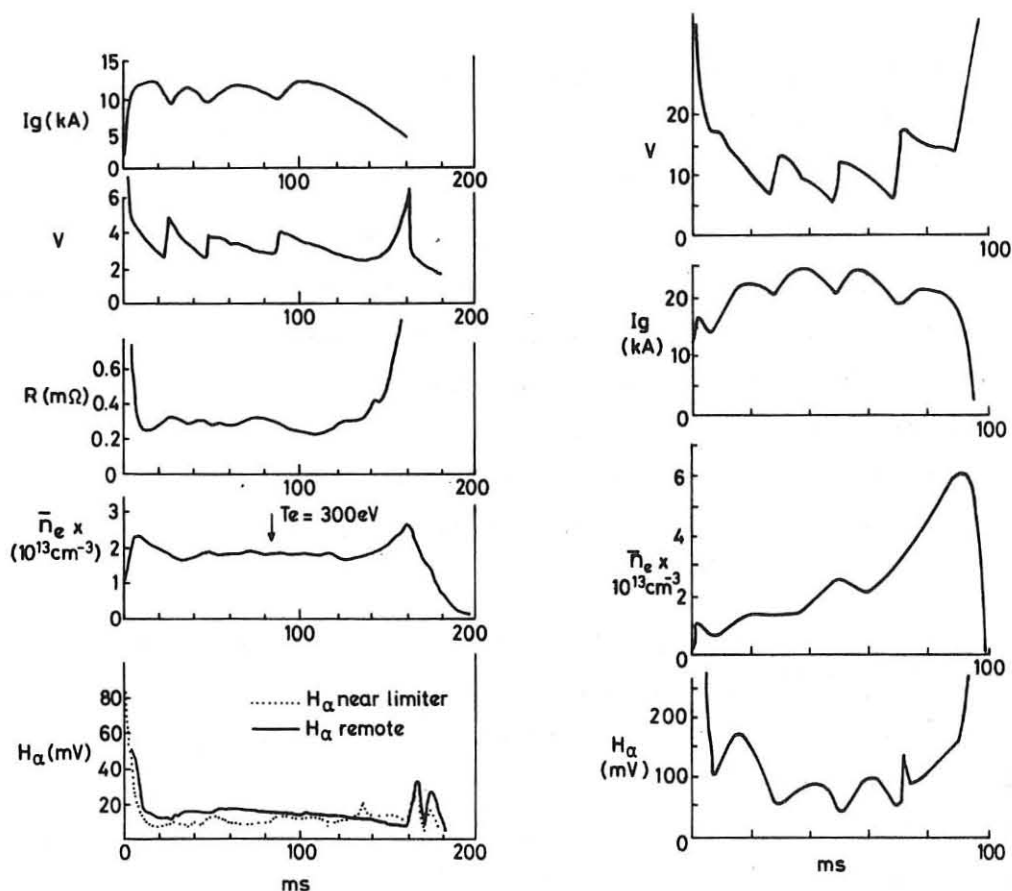 15
10
5
0
Ig (kA)
100
200
6
4
2
0
V
100
200
0.6
0.4
0.2
0
R (mΩ)
100
200
3
2
1
0
n̄e x
(10¹³cm⁻³)
Te = 300eV
100
200
80
60
40
20
Hα (mV)
Hα near limiter
Hα remote
0
100
200
ms
20
10
0
V
100
20
10
0
Ig
(kA)
100
6
4
2
0
n̄e x
10¹³cm⁻³
100
200
100
0
Hα
(mV)
100
ms